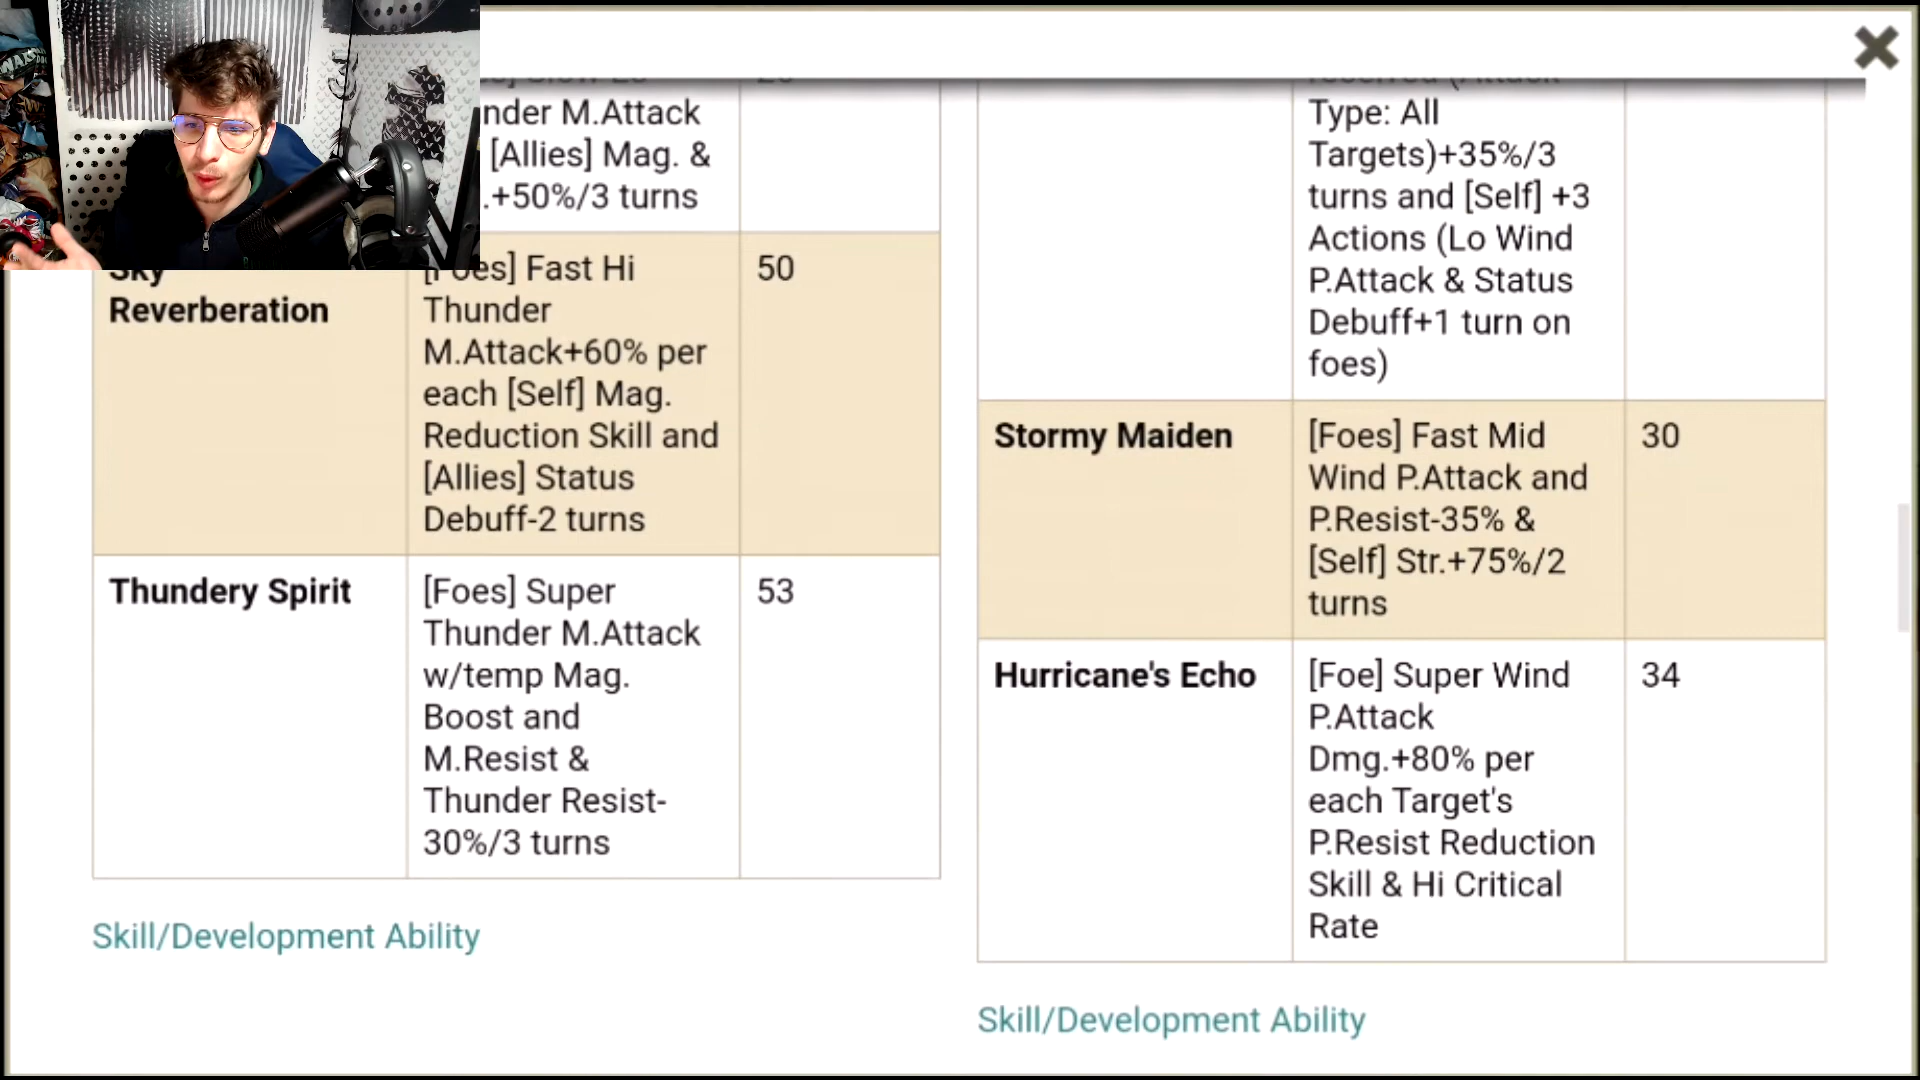 nder M.Attack
[Allies] Mag. &
.+50%/3 turns
Sky
Reverberation
[Foes] Fast Hi
Thunder
M.Attack+60% per
each [Self] Mag.
Reduction Skill and
[Allies] Status
Debuff-2 turns
50
Thundery Spirit
[Foes] Super
Thunder M.Attack
w/temp Mag.
Boost and
M.Resist &
Thunder Resist-
30%/3 turns
53
Skill/Development Ability
received (Attack
Type: All
Targets)+35%/3
turns and [Self] +3
Actions (Lo Wind
P.Attack & Status
Debuff+1 turn on
foes)
Stormy Maiden
[Foes] Fast Mid
Wind P.Attack and
P.Resist-35% &
[Self] Str.+75%/2
turns
30
Hurricane's Echo
[Foe] Super Wind
P.Attack
Dmg.+80% per
each Target's
P.Resist Reduction
Skill & Hi Critical
Rate
34
Skill/Development Ability